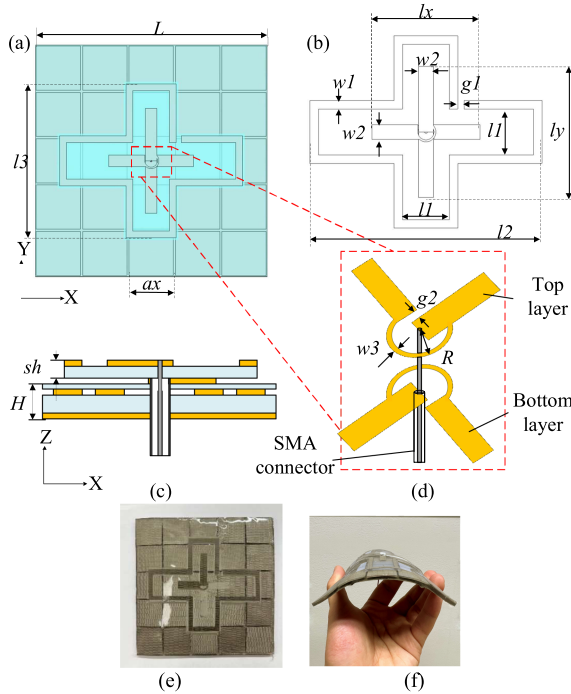 (a)
L
l3
Y
X
ax
(b)
lx
w2
w1
g1
w2
l1
ly
l1
l2
sh
H
Z
X
(c)
g2
w3
R
Top
layer
Bottom
layer
SMA
connector
(d)
(e)
(f)